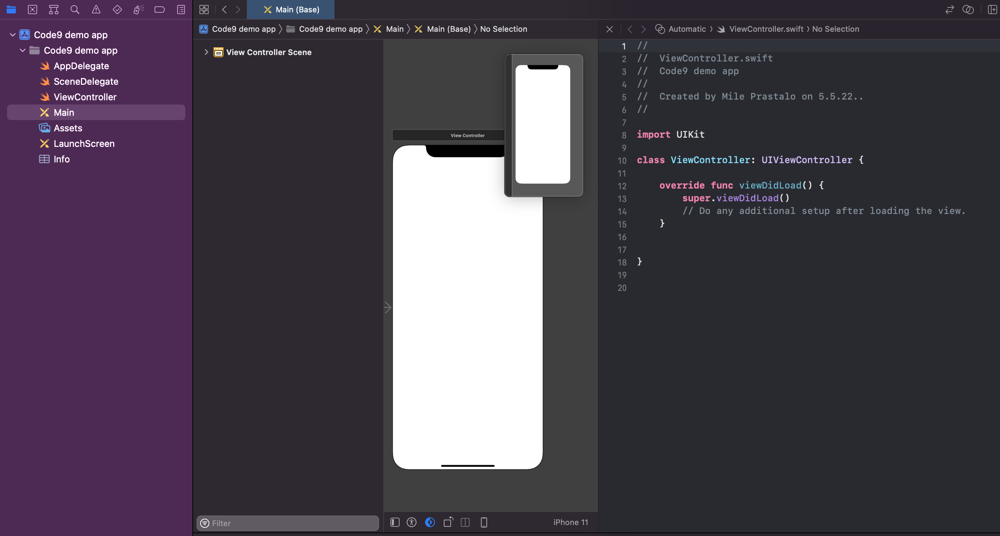 Main (Base)
Code9 demo app
Code9 demo app
AppDelegate
SceneDelegate
ViewController
Main
Assets
LaunchScreen
Info
Code9 demo app Code9 demo app Main Main (Base) No Selection
View Controller Scene
View Controller
Filter
iPhone 11
Automatic ViewController.swift No Selection
1 //
2 //  ViewController.swift
3 //  Code9 demo app
4 //
5 //  Created by Mile Prastalo on 5.5.22..
6 //
7
8 import UIKit
9
10 class ViewController: UIViewController {
11
12     override func viewDidLoad() {
13         super.viewDidLoad()
14         // Do any additional setup after loading the view.
15     }
16
17
18 }
19
20